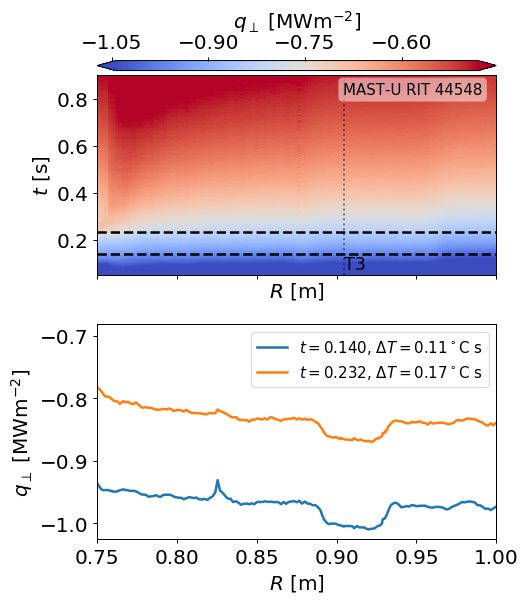 q⊥ [MWm⁻²]
−1.05 −0.90 −0.75 −0.60
MAST-U RIT 44548
0.8
0.6
0.4
0.2
t [s]
T3
R [m]
−0.7
−0.8
−0.9
−1.0
q⊥ [MWm⁻²]
t = 0.140, ΔT = 0.11°C s
t = 0.232, ΔT = 0.17°C s
0.75 0.80 0.85 0.90 0.95 1.00
R [m]